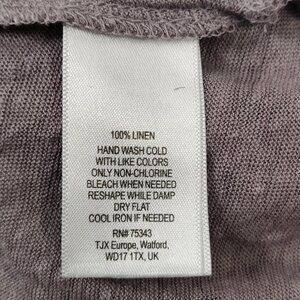 100% LINEN
HAND WASH COLD
WITH LIKE COLORS
ONLY NON-CHLORINE
BLEACH WHEN NEEDED
RESHAPE WHILE DAMP
DRY FLAT
COOL IRON IF NEEDED
RN# 75343
TJX Europe, Watford,
WD17 1TX, UK